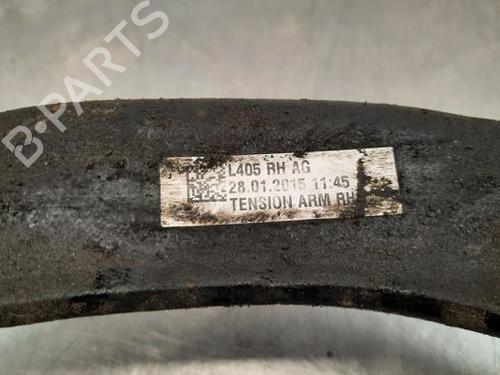 B-PARTS
L405 RH AG
28.01.2015 11:45
TENSION ARM RH